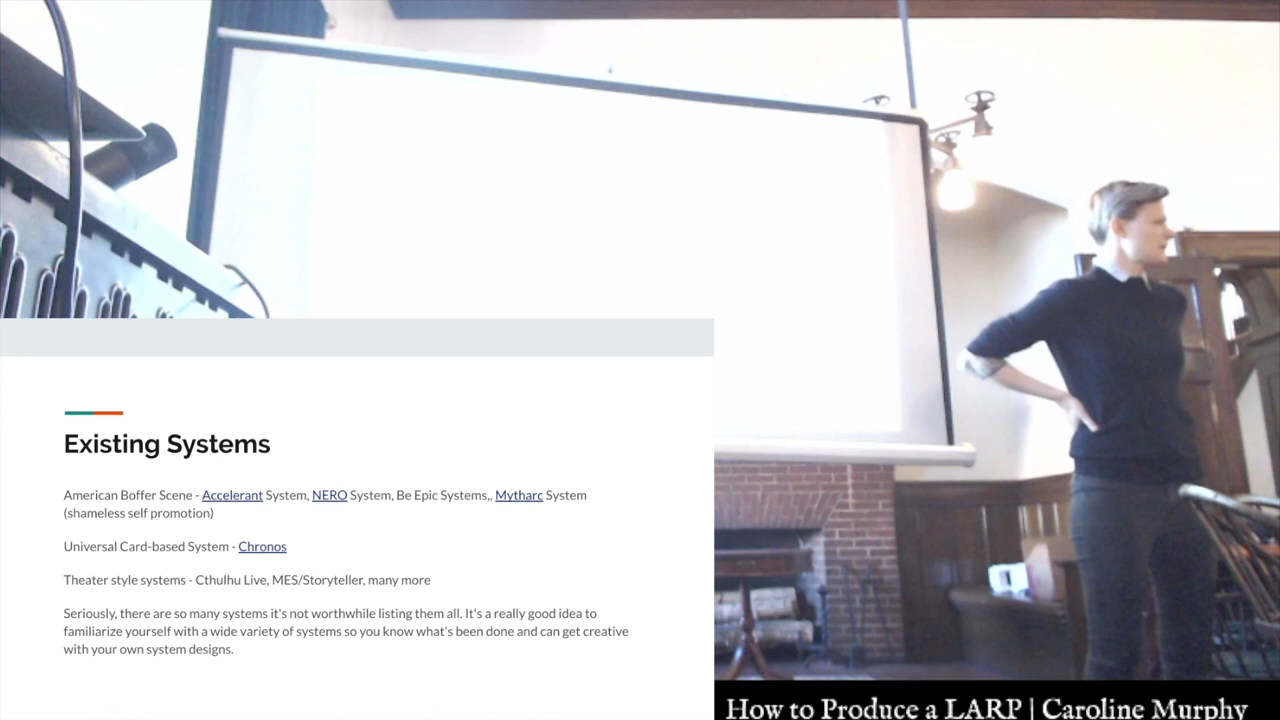 Existing Systems
American Boffer Scene - Accelerant System, NERO System, Be Epic Systems,, Mytharc System
(shameless self promotion)
Universal Card-based System - Chronos
Theater style systems - Cthulhu Live, MES/Storyteller, many more
Seriously, there are so many systems it's not worthwhile listing them all. It's a really good idea to
familiarize yourself with a wide variety of systems so you know what's been done and can get creative
with your own system designs.
How to Produce a LARP | Caroline Murphy